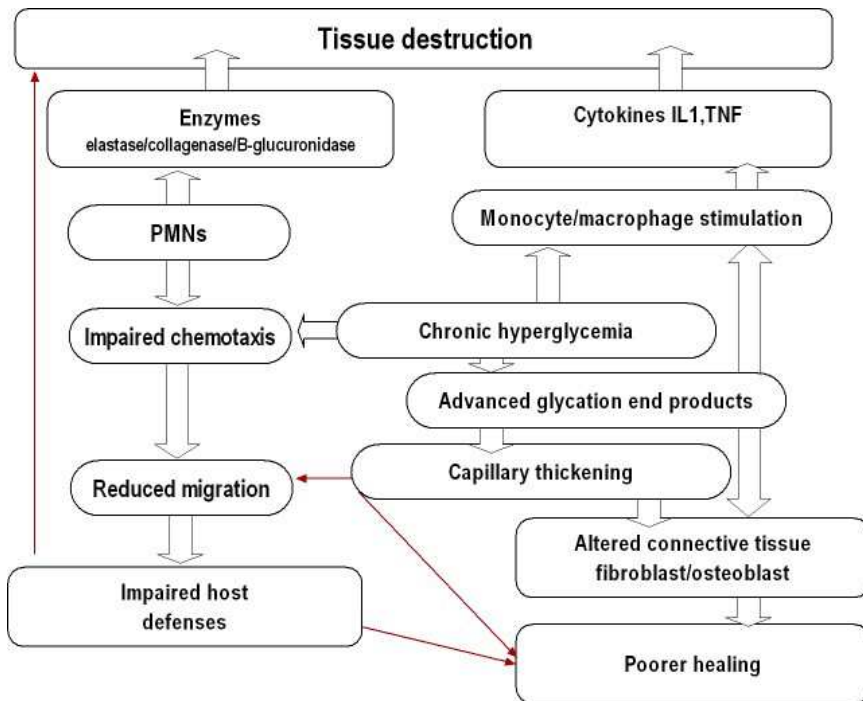 Tissue destruction
Enzymes
elastase/collagenase/B-glucuronidase
Cytokines IL1,TNF
Monocyte/macrophage stimulation
PMNs
Impaired chemotaxis
Chronic hyperglycemia
Advanced glycation end products
Capillary thickening
Reduced migration
Altered connective tissue
fibroblast/osteoblast
Impaired host
defenses
Poorer healing